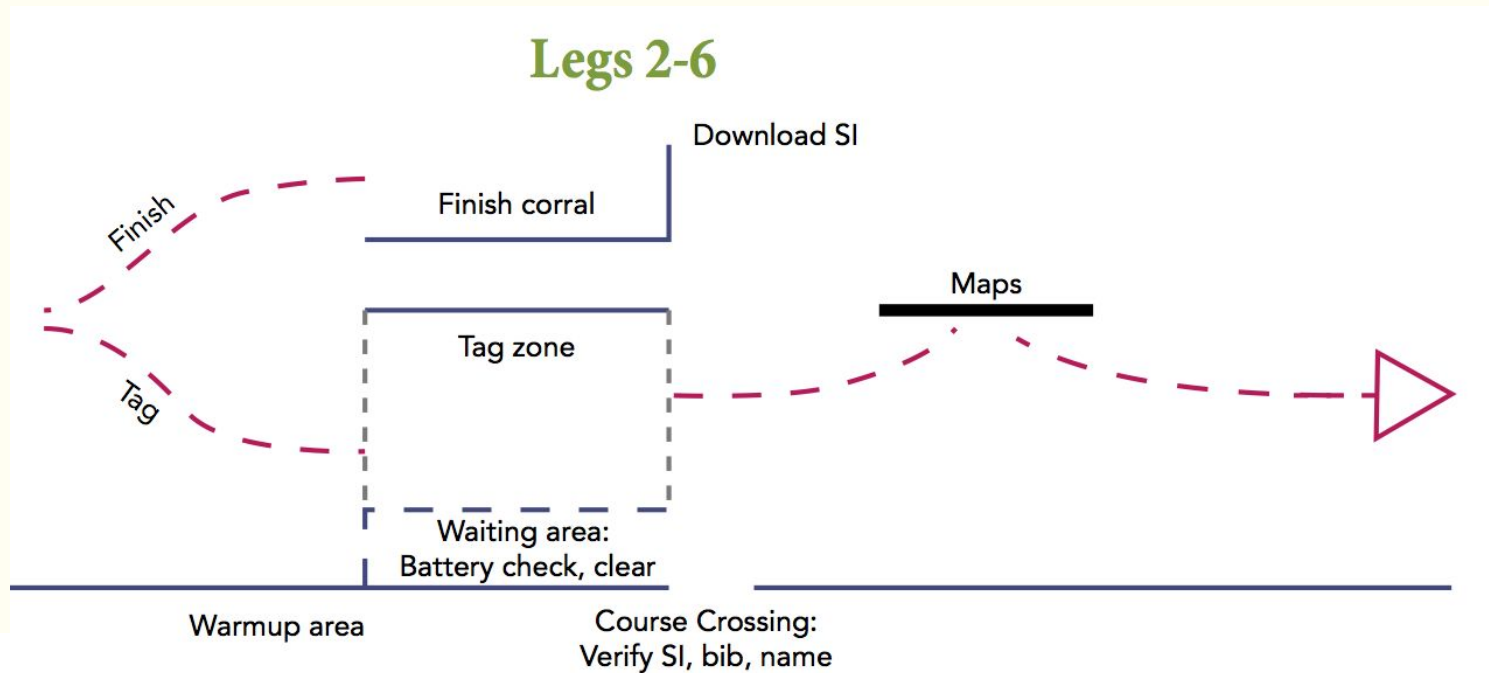 Legs 2-6
Download SI
Finish corral
Finish
Maps
Tag zone
Tag
Waiting area:
Battery check, clear
Warmup area
Course Crossing:
Verify SI, bib, name